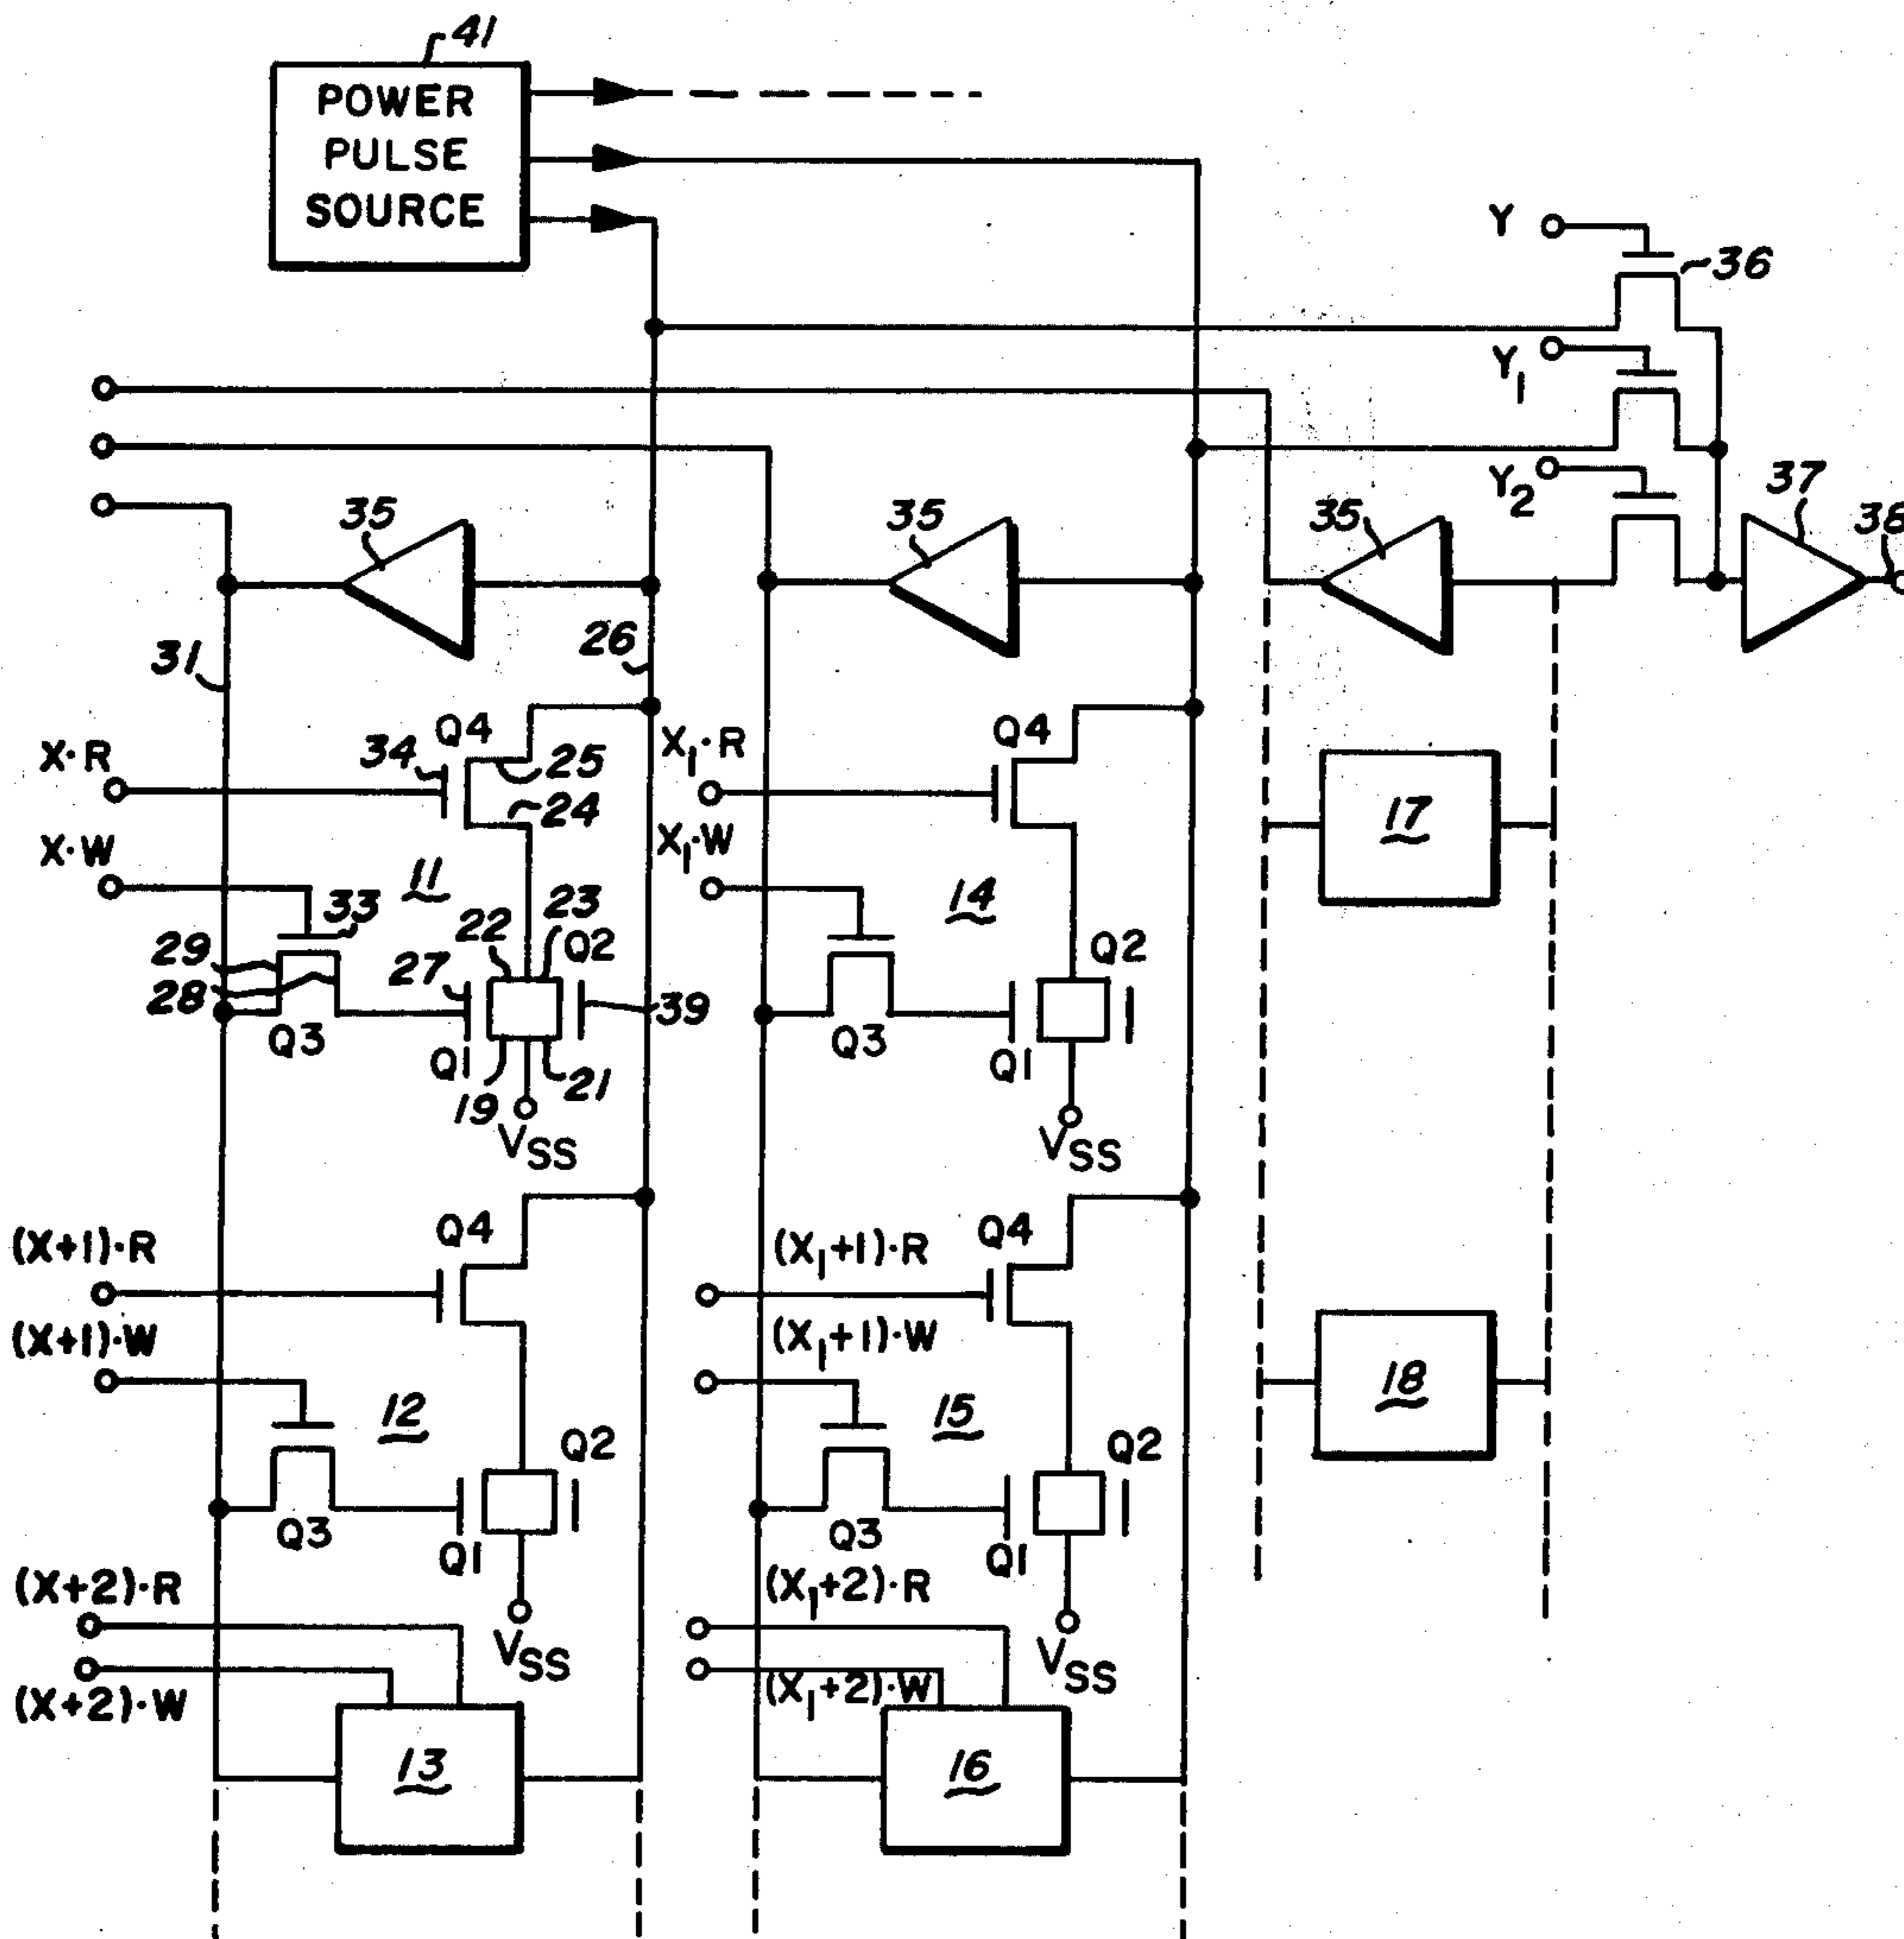 41
POWER
PULSE
SOURCE
Y
36
Y1
Y2
37
35
35
35
26
31
Q4
X·R
34
25
24
X1·R
Q4
17
X·W
11
X1·W
14
33
22
23
Q2
Q2
29
27
28
39
Q3
Q1
19
21
VSS
Q3
Q1
VSS
(X+1)·R
Q4
(X1+1)·R
Q4
(X+1)·W
(X1+1)·W
18
12
15
Q2
Q2
Q3
Q1
Q3
Q1
(X+2)·R
(X1+2)·R
VSS
VSS
(X+2)·W
(X1+2)·W
13
16